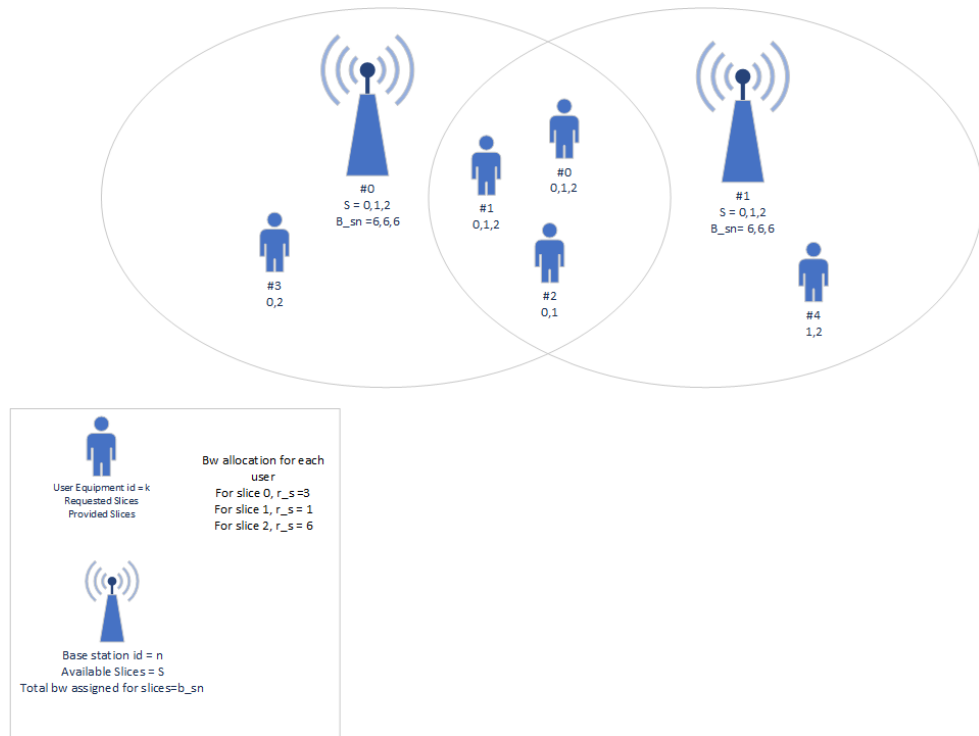 #0
S = 0,1,2
B_sn =6,6,6
#1
0,1,2
#0
0,1,2
#1
S = 0,1,2
B_sn= 6,6,6
#3
0,2
#2
0,1
#4
1,2
User Equipment id = k
Requested Slices
Provided Slices
Bw allocation for each
user
For slice 0, r_s =3
For slice 1, r_s = 1
For slice 2, r_s = 6
Base station id = n
Available Slices = S
Total bw assigned for slices=b_sn